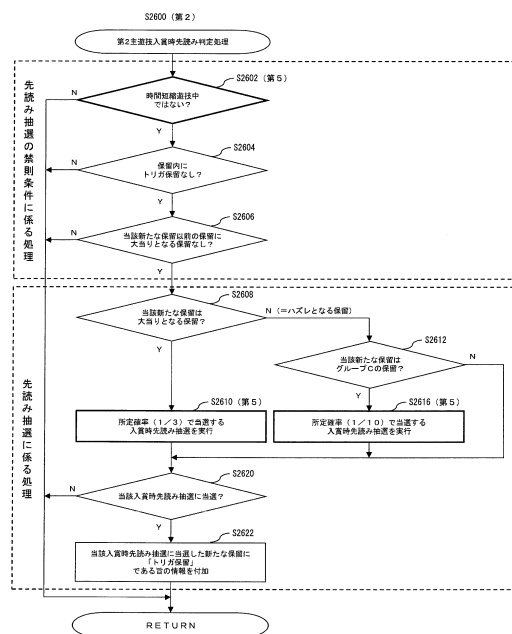 S2600（第２）
第２主遊技入賞時先読み判定処理
先読み抽選の禁則条件に係る処理
S2602（第５）
時間短縮遊技中
ではない？
N
Y
S2604
保留内に
トリガ保留なし？
N
Y
S2606
当該新たな保留以前の保留に
大当りとなる保留なし？
N
Y
先読み抽選に係る処理
S2608
当該新たな保留は
大当りとなる保留？
N（＝ハズレとなる保留）
Y
S2612
当該新たな保留は
グループCの保留？
N
Y
S2610（第５）
所定確率（１／３）で当選する
入賞時先読み抽選を実行
S2616（第５）
所定確率（１／１０）で当選する
入賞時先読み抽選を実行
S2620
当該入賞時先読み抽選に当選？
N
Y
S2622
当該入賞時先読み抽選に当選した新たな保留に
「トリガ保留」
である旨の情報を付加
RETURN